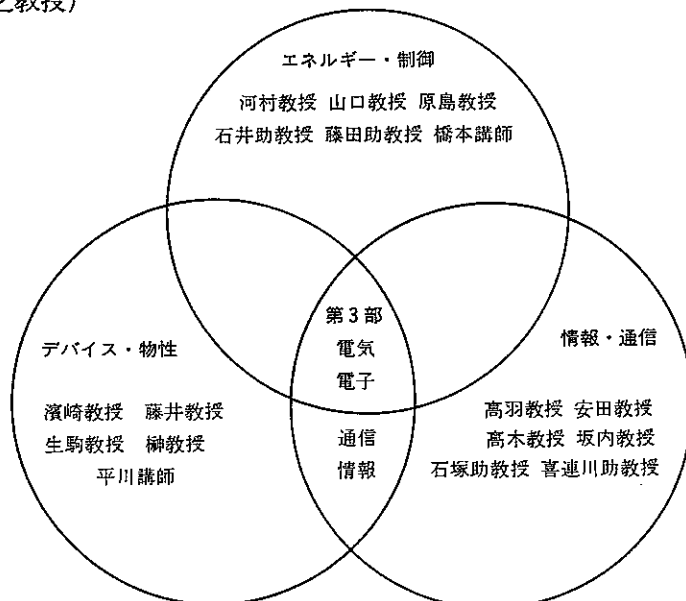 教授)
エネルギー・制御
河村教授 山口教授 原島教授
石井助教授 藤田助教授 橋本講師
第3部
電気
電子
通信
情報
デバイス・物性
濱崎教授 藤井教授
生駒教授 榊教授
平川講師
情報・通信
高羽教授 安田教授
高木教授 坂内教授
石塚助教授 喜連川助教授